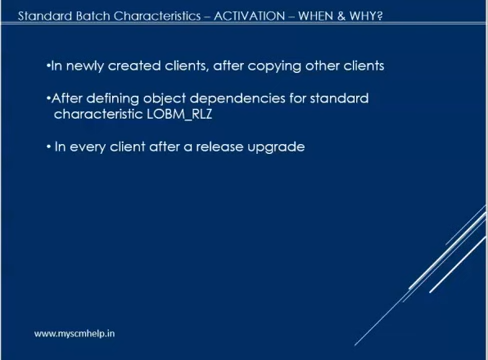 Standard Batch Characteristics – ACTIVATION – WHEN & WHY?
•In newly created clients, after copying other clients
•After defining object dependencies for standard
characteristic LOBM_RLZ
• In every client after a release upgrade
www.myscmhelp.in